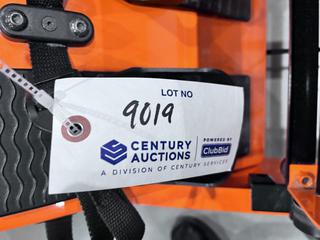 LOT NO
9019
CENTURY
AUCTIONS
POWERED BY
ClubBid
A DIVISION OF CENTURY SERVICES